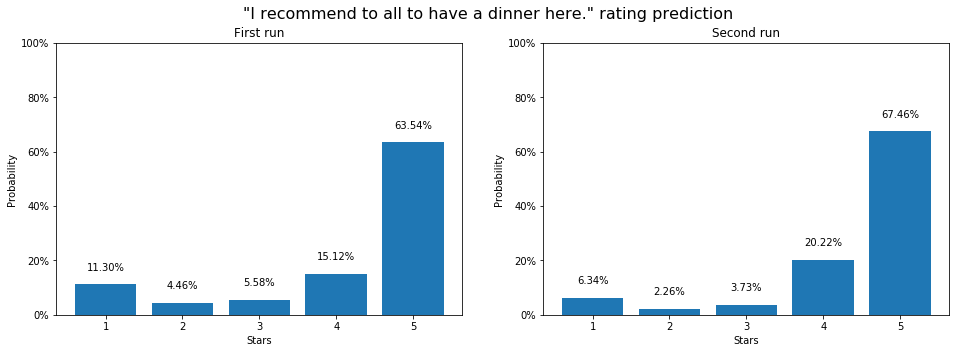 "I recommend to all to have a dinner here." rating prediction
First run
100%
80%
60%
40%
20%
0%
Probability
11.30%
4.46%
5.58%
15.12%
63.54%
1 2 3 4 5
Stars
Second run
100%
80%
60%
40%
20%
0%
Probability
6.34%
2.26%
3.73%
20.22%
67.46%
1 2 3 4 5
Stars